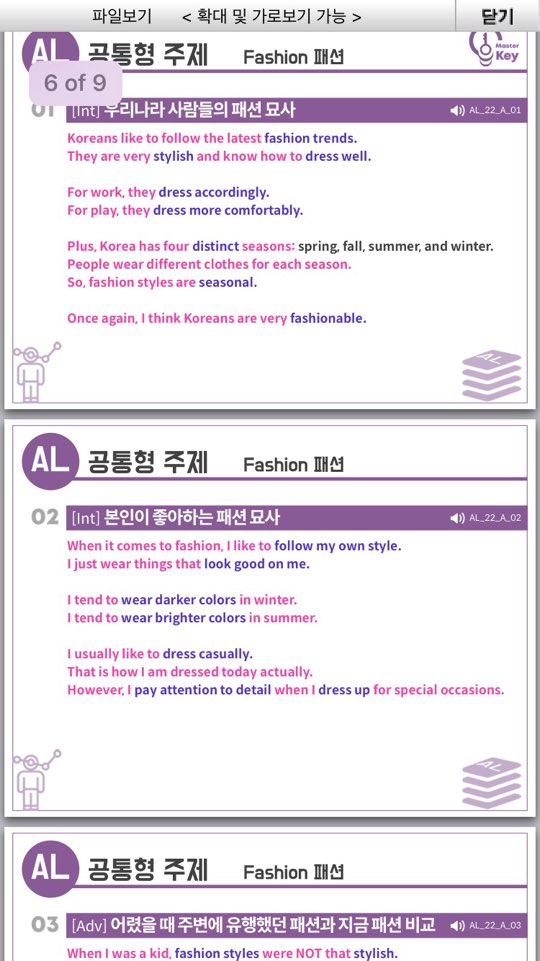 파일보기 < 확대 및 가로보기 가능 > 닫기
AL 공통형 주제 Fashion 패션
Master Key
6 of 9
01 [Int] 우리나라 사람들의 패션 묘사 AL_22_A_01
Koreans like to follow the latest fashion trends.
They are very stylish and know how to dress well.
For work, they dress accordingly.
For play, they dress more comfortably.
Plus, Korea has four distinct seasons: spring, fall, summer, and winter.
People wear different clothes for each season.
So, fashion styles are seasonal.
Once again, I think Koreans are very fashionable.
AL
AL 공통형 주제 Fashion 패션
02 [Int] 본인이 좋아하는 패션 묘사 AL_22_A_02
When it comes to fashion, I like to follow my own style.
I just wear things that look good on me.
I tend to wear darker colors in winter.
I tend to wear brighter colors in summer.
I usually like to dress casually.
That is how I am dressed today actually.
However, I pay attention to detail when I dress up for special occasions.
AL
AL 공통형 주제 Fashion 패션
03 [Adv] 어렸을 때 주변에 유행했던 패션과 지금 패션 비교 AL_22_A_03
When I was a kid, fashion styles were NOT that stylish.